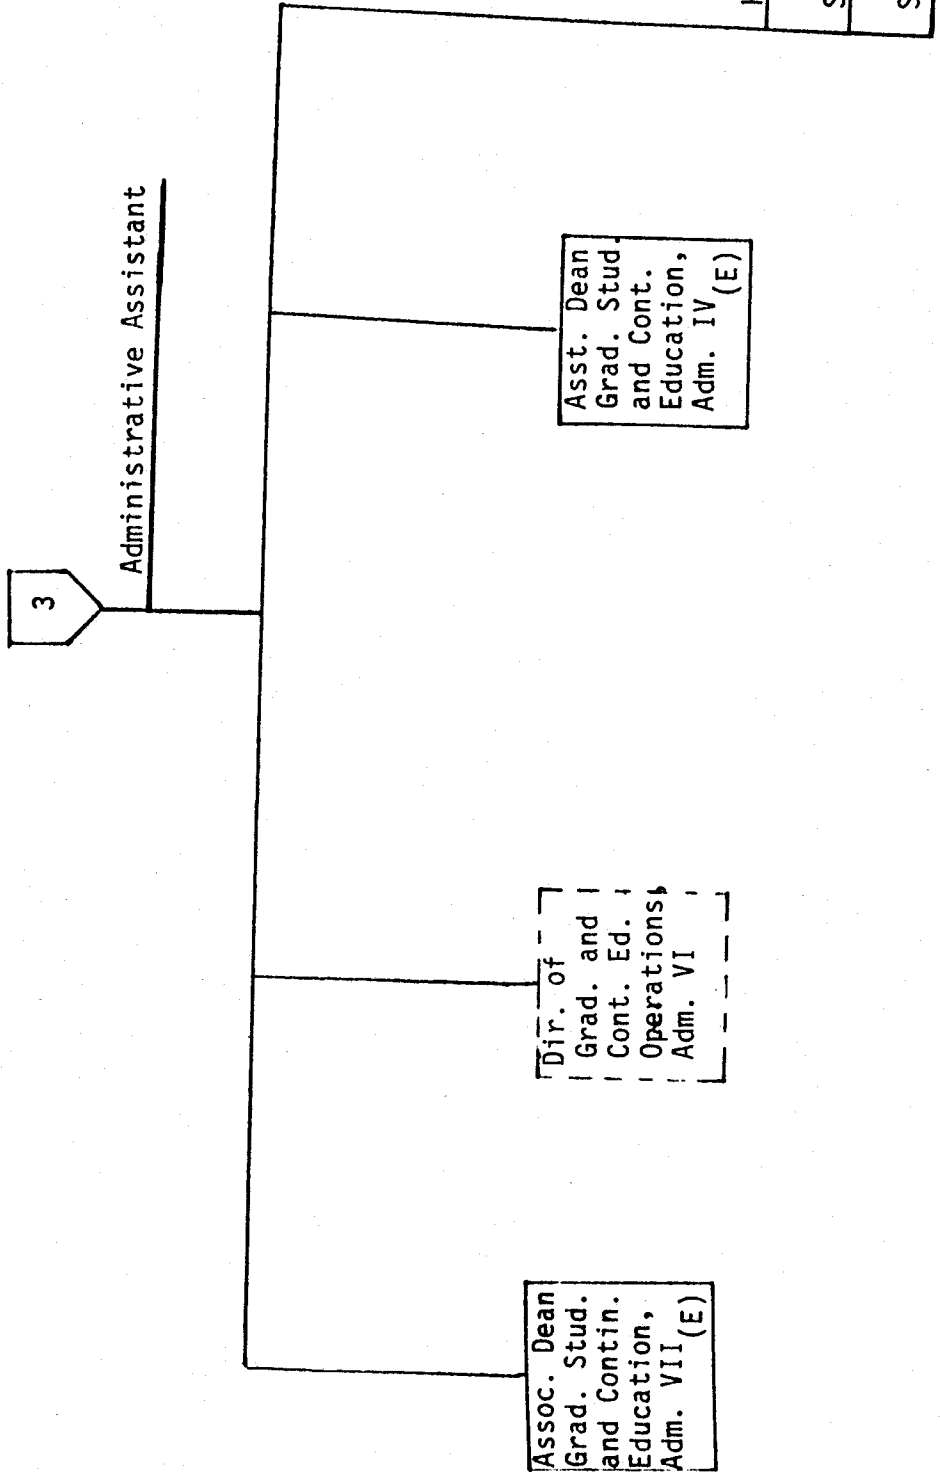 3
Administrative Assistant
Assoc. Dean
Grad. Stud.
and Contin.
Education,
Adm. VII
(E)
Dir. of
Grad. and
Cont. Ed.
Operations,
Adm. VI
Asst. Dean
Grad. Stud.
and Cont.
Education,
Adm. IV
(E)